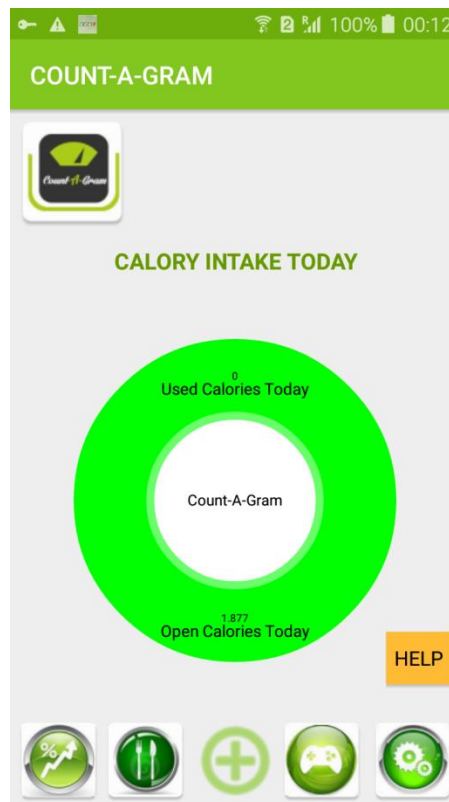 2 R 100% 00:12
COUNT-A-GRAM
Count-A-Gram
CALORY INTAKE TODAY
0
Used Calories Today
Count-A-Gram
1.877
Open Calories Today
HELP
%